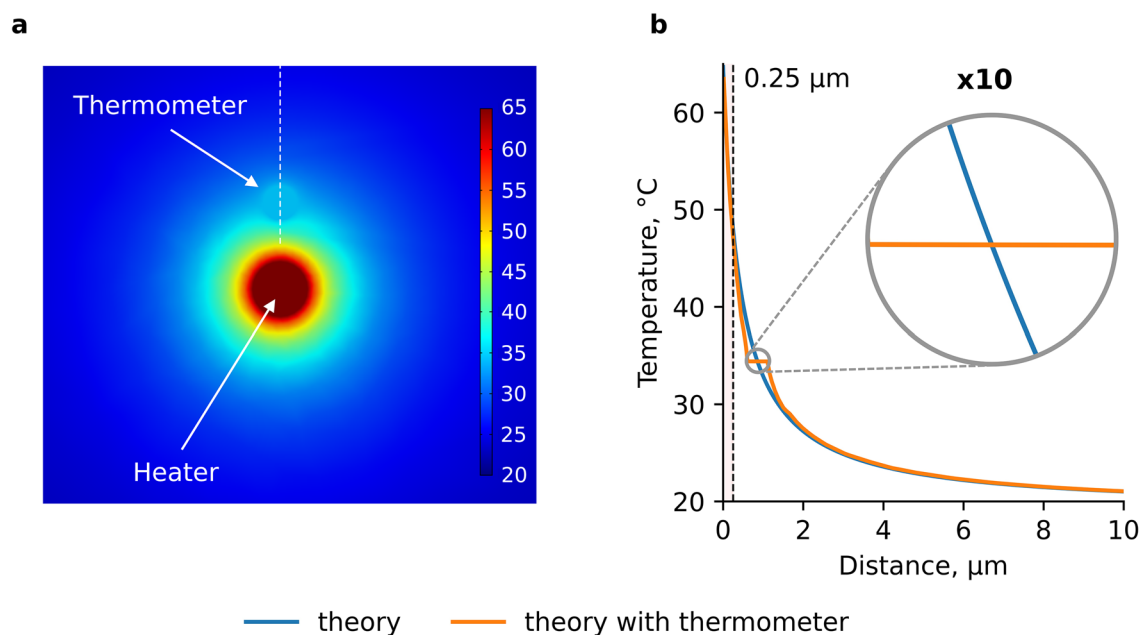 a
Thermometer
Heater
65
60
55
50
45
40
35
30
25
20
b
0.25 µm
x10
Temperature, °C
60
50
40
30
20
0
2
4
6
8
10
Distance, µm
theory
theory with thermometer